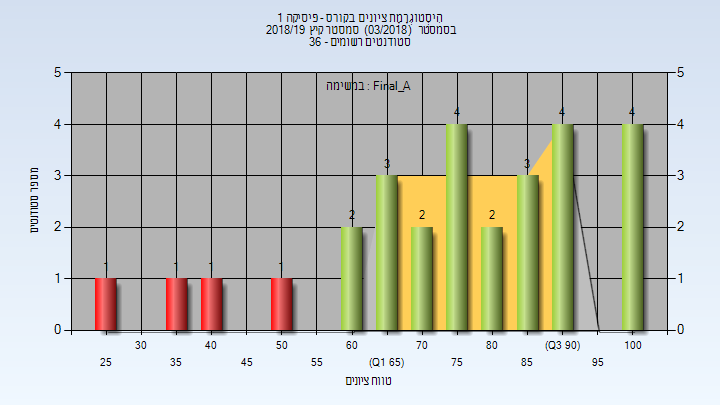 היסטוגרמת ציונים בקורס - פיסיקה 1
בסמסטר (03/2018) סמסטר קיץ 2018/19
סטודנטים רשומים - 36
במשימה : Final_A
מספר סטודנטים
5 5
4 4
3 3
2 2
1 1
0 0
1 1 1 1 2 3 2 4 2 3 4 4
30 40 50 60 70 80 (Q3 90) 100
25 35 45 55 (Q1 65) 75 85 95
טווח ציונים